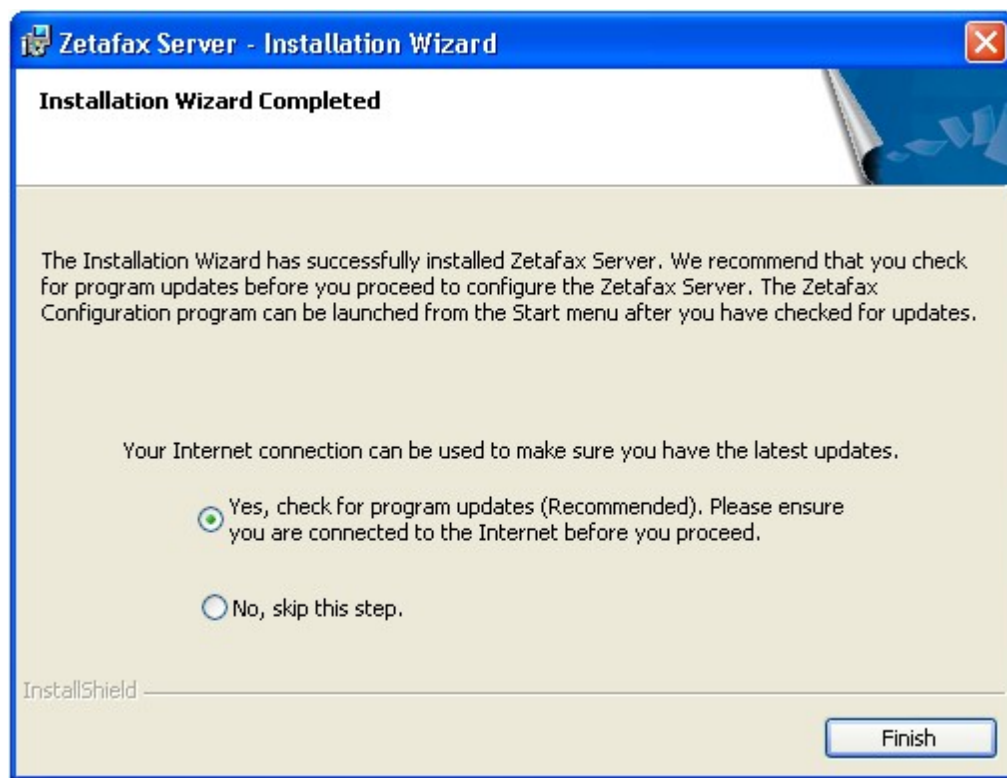 Zetafax Server - Installation Wizard
Installation Wizard Completed
The Installation Wizard has successfully installed Zetafax Server. We recommend that you check
for program updates before you proceed to configure the Zetafax Server. The Zetafax
Configuration program can be launched from the Start menu after you have checked for updates.
Your Internet connection can be used to make sure you have the latest updates.
Yes, check for program updates (Recommended). Please ensure
you are connected to the Internet before you proceed.
No, skip this step.
InstallShield
Finish